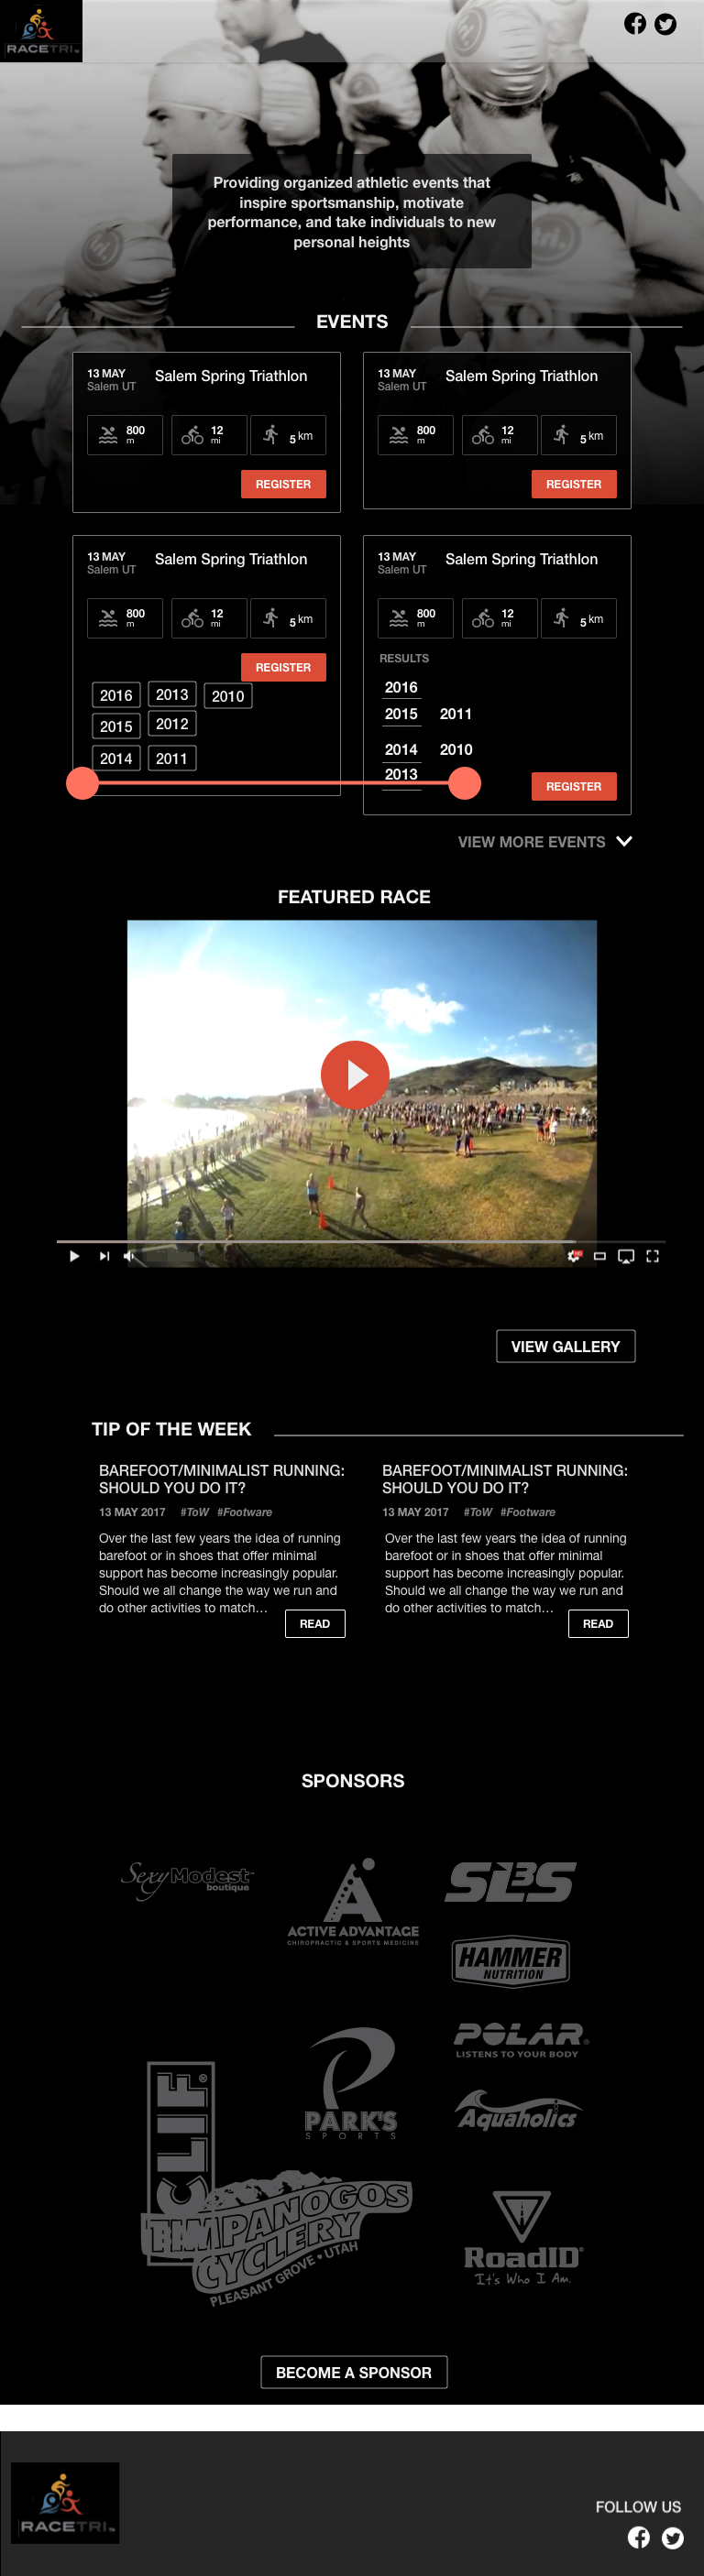 RACETRI
Providing organized athletic events that
inspire sportsmanship, motivate
performance, and take individuals to new
personal heights
EVENTS
13 MAY
Salem UT
Salem Spring Triathlon
800
m
12
mi
5 km
REGISTER
13 MAY
Salem UT
Salem Spring Triathlon
800
m
12
mi
5 km
REGISTER
13 MAY
Salem UT
Salem Spring Triathlon
800
m
12
mi
5 km
REGISTER
2016 2013 2010
2015 2012
2014 2011
13 MAY
Salem UT
Salem Spring Triathlon
800
m
12
mi
5 km
RESULTS
2016
2015 2011
2014 2010
2013
REGISTER
VIEW MORE EVENTS
FEATURED RACE
HD
VIEW GALLERY
TIP OF THE WEEK
BAREFOOT/MINIMALIST RUNNING:
SHOULD YOU DO IT?
13 MAY 2017 #ToW #Footware
Over the last few years the idea of running
barefoot or in shoes that offer minimal
support has become increasingly popular.
Should we all change the way we run and
do other activities to match…
READ
BAREFOOT/MINIMALIST RUNNING:
SHOULD YOU DO IT?
13 MAY 2017 #ToW #Footware
Over the last few years the idea of running
barefoot or in shoes that offer minimal
support has become increasingly popular.
Should we all change the way we run and
do other activities to match…
READ
SPONSORS
SexyModest
boutique
ACTIVE ADVANTAGE
CHIROPRACTIC & SPORTS MEDICINE
SBS
HAMMER
NUTRITION
POLAR®
LISTENS TO YOUR BODY
PARK'S
SPORTS
Aquaholics
CLIF®
BAR
TIMPANOGOS
CYCLERY
PLEASANT GROVE • UTAH
RoadID®
It's Who I Am.
BECOME A SPONSOR
RACETRI
FOLLOW US